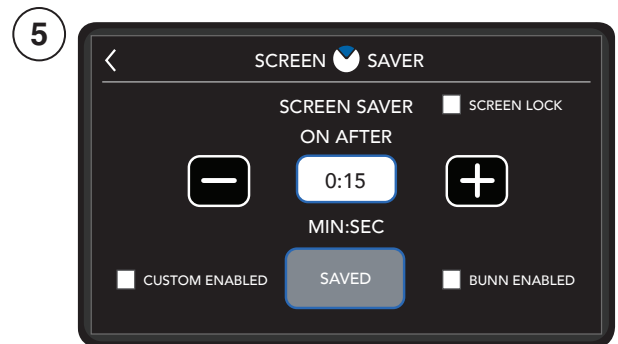 5
SCREEN SAVER
SCREEN SAVER
SCREEN LOCK
ON AFTER
0:15
MIN:SEC
CUSTOM ENABLED
SAVED
BUNN ENABLED